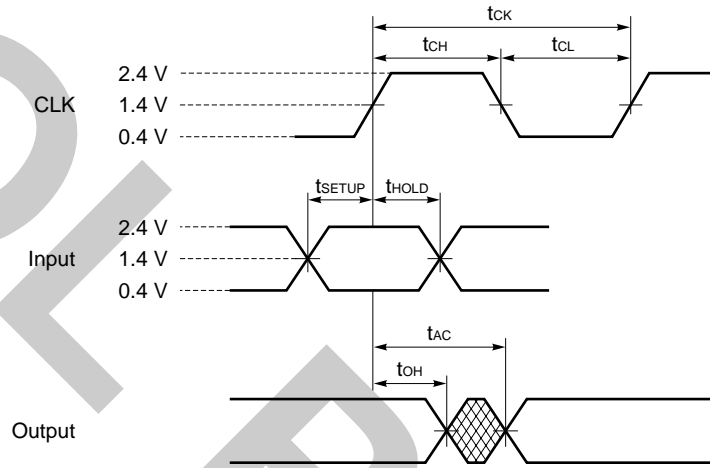 tCK
tCH
tCL
2.4 V
CLK
1.4 V
0.4 V
tSETUP
tHOLD
2.4 V
Input
1.4 V
0.4 V
tAC
tOH
Output